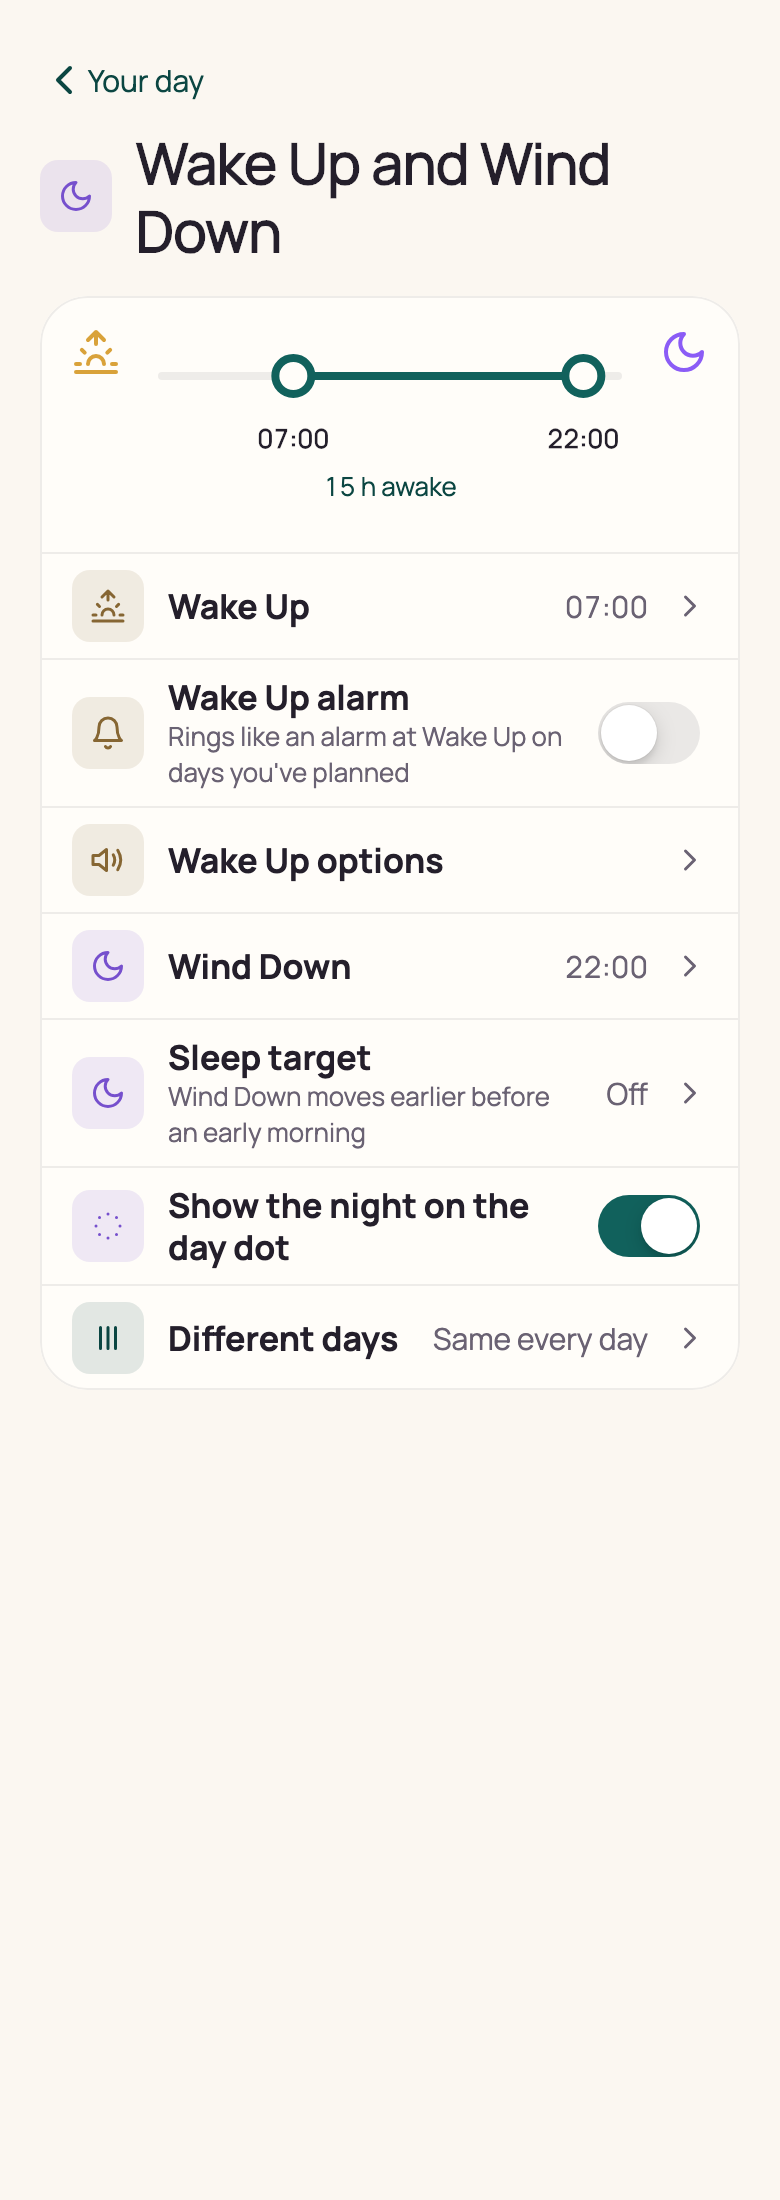 Your day
Wake Up and Wind
Down
07:00
22:00
15 h awake
Wake Up
07:00
Wake Up alarm
Rings like an alarm at Wake Up on
days you've planned
Wake Up options
Wind Down
22:00
Sleep target
Wind Down moves earlier before
an early morning
Off
Show the night on the
day dot
Different days
Same every day